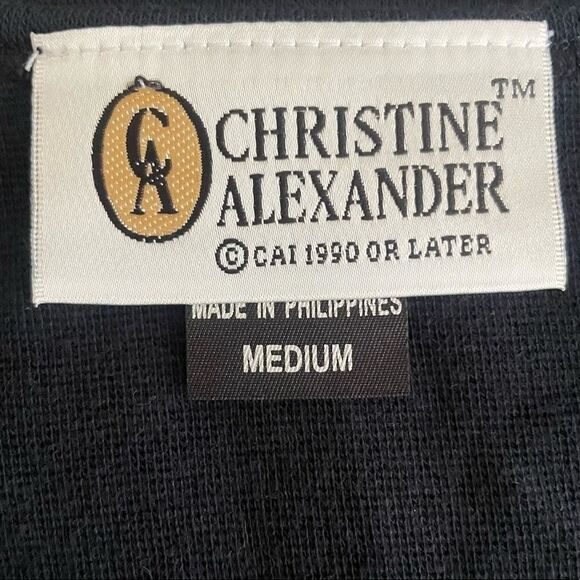 CA
CHRISTINE™
ALEXANDER
© CAI 1990 OR LATER
MADE IN PHILIPPINES
MEDIUM